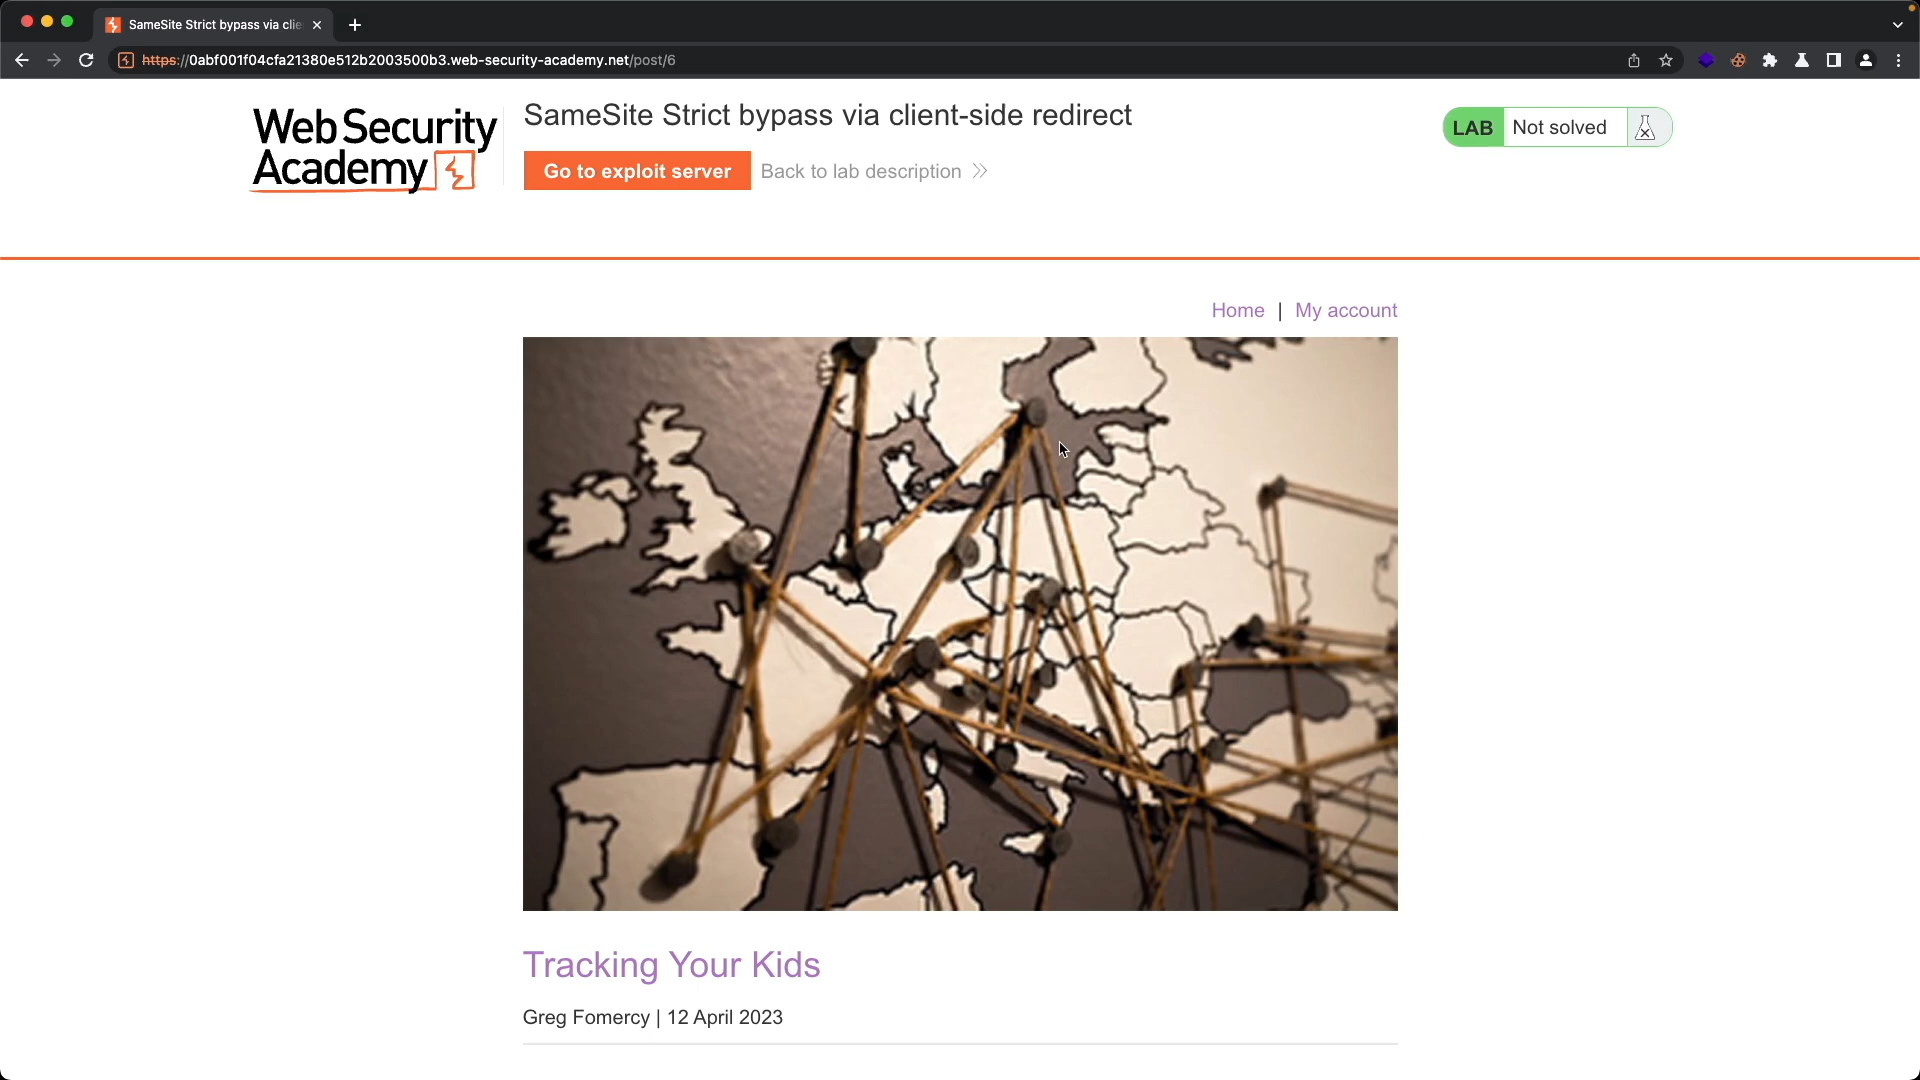 SameSite Strict bypass via clie
https://0abf001f04cfa21380e512b2003500b3.web-security-academy.net/post/6
Web Security
Academy
SameSite Strict bypass via client-side redirect
Go to exploit server
Back to lab description
LAB
Not solved
Home | My account
Tracking Your Kids
Greg Fomercy | 12 April 2023